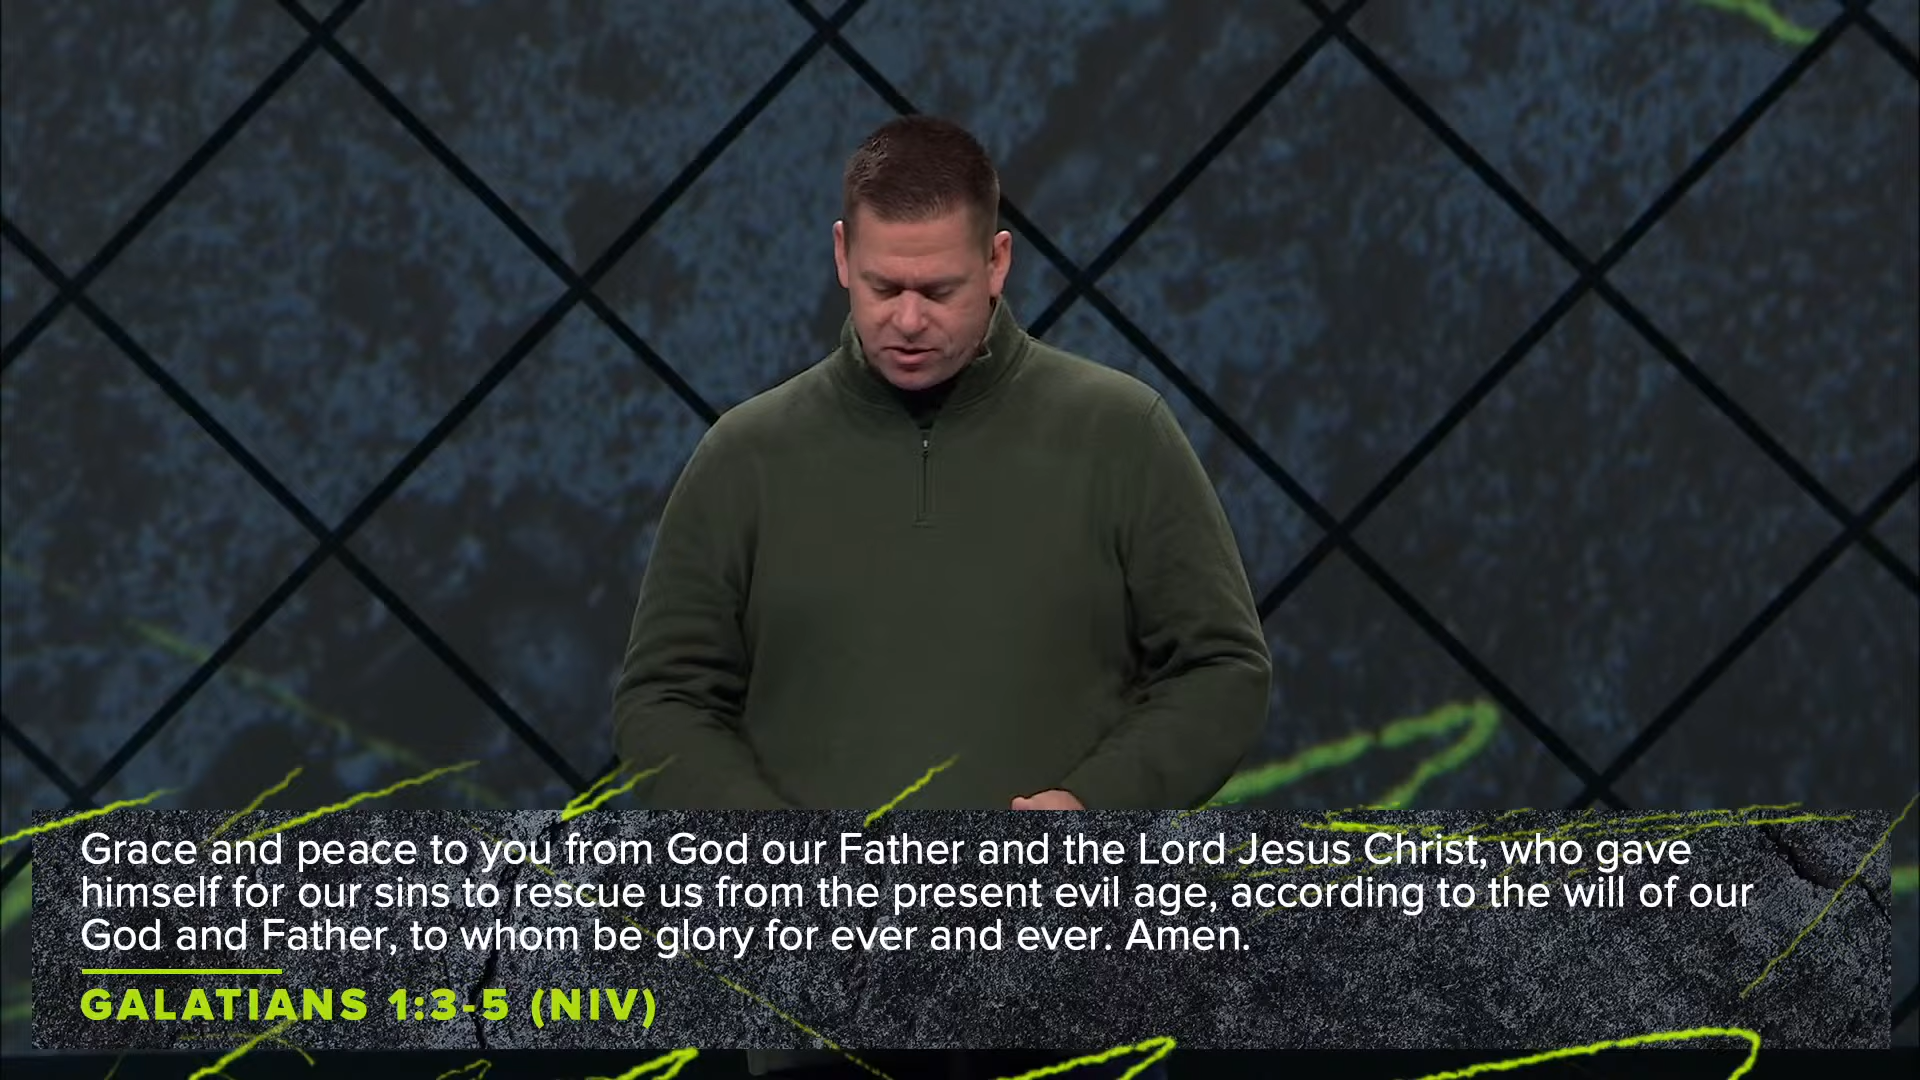 Grace and peace to you from God our Father and the Lord Jesus Christ, who gave
himself for our sins to rescue us from the present evil age, according to the will of our
God and Father, to whom be glory for ever and ever. Amen.
GALATIANS 1:3-5 (NIV)